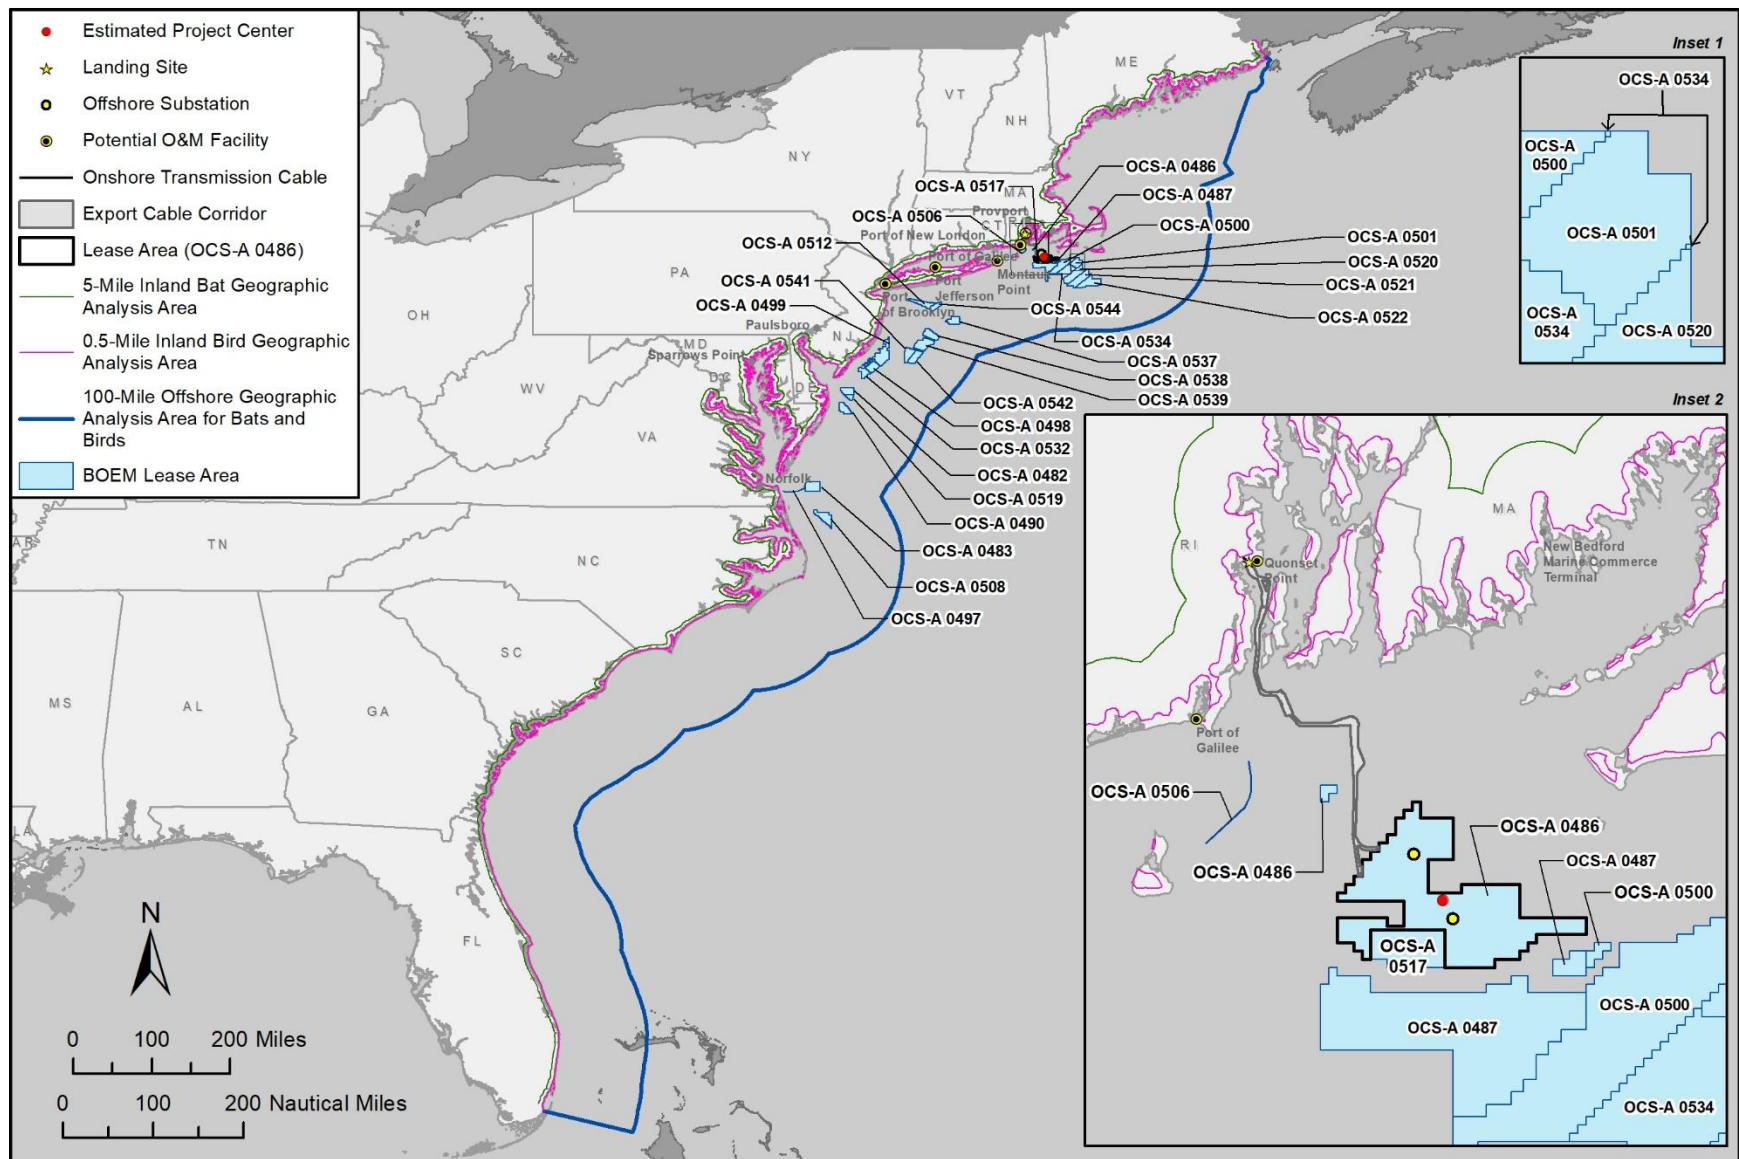 Estimated Project Center
Landing Site
Offshore Substation
Potential O&M Facility
Onshore Transmission Cable
Export Cable Corridor
Lease Area (OCS-A 0486)
5-Mile Inland Bat Geographic
Analysis Area
0.5-Mile Inland Bird Geographic
Analysis Area
100-Mile Offshore Geographic
Analysis Area for Bats and
Birds
BOEM Lease Area
ME
VT
NH
NY
MA
CT
PA
OH
NJ
MD
DC
DE
WV
VA
TN
NC
SC
MS
AL
GA
FL
LA
AR
OCS-A 0486
OCS-A 0517
OCS-A 0487
Provport
OCS-A 0506
OCS-A 0500
Port of New London
OCS-A 0501
OCS-A 0512
Port of Galilee
OCS-A 0520
OCS-A 0541
Montauk
Point
OCS-A 0521
Port
Jefferson
OCS-A 0499
Port
of Brooklyn
OCS-A 0544
OCS-A 0522
Paulsboro
OCS-A 0534
Sparrows Point
OCS-A 0537
OCS-A 0538
OCS-A 0539
OCS-A 0542
OCS-A 0498
OCS-A 0532
OCS-A 0482
Norfolk
OCS-A 0519
OCS-A 0490
OCS-A 0483
OCS-A 0508
OCS-A 0497
N
0 100 200 Miles
0 100 200 Nautical Miles
Inset 1
OCS-A 0534
OCS-A
0500
OCS-A 0501
OCS-A
0534
OCS-A 0520
Inset 2
MA
RI
New Bedford
Marine Commerce
Terminal
Quonset
Point
Port of
Galilee
OCS-A 0506
OCS-A 0486
OCS-A 0486
OCS-A 0487
OCS-A 0500
OCS-A
0517
OCS-A 0500
OCS-A 0487
OCS-A 0534